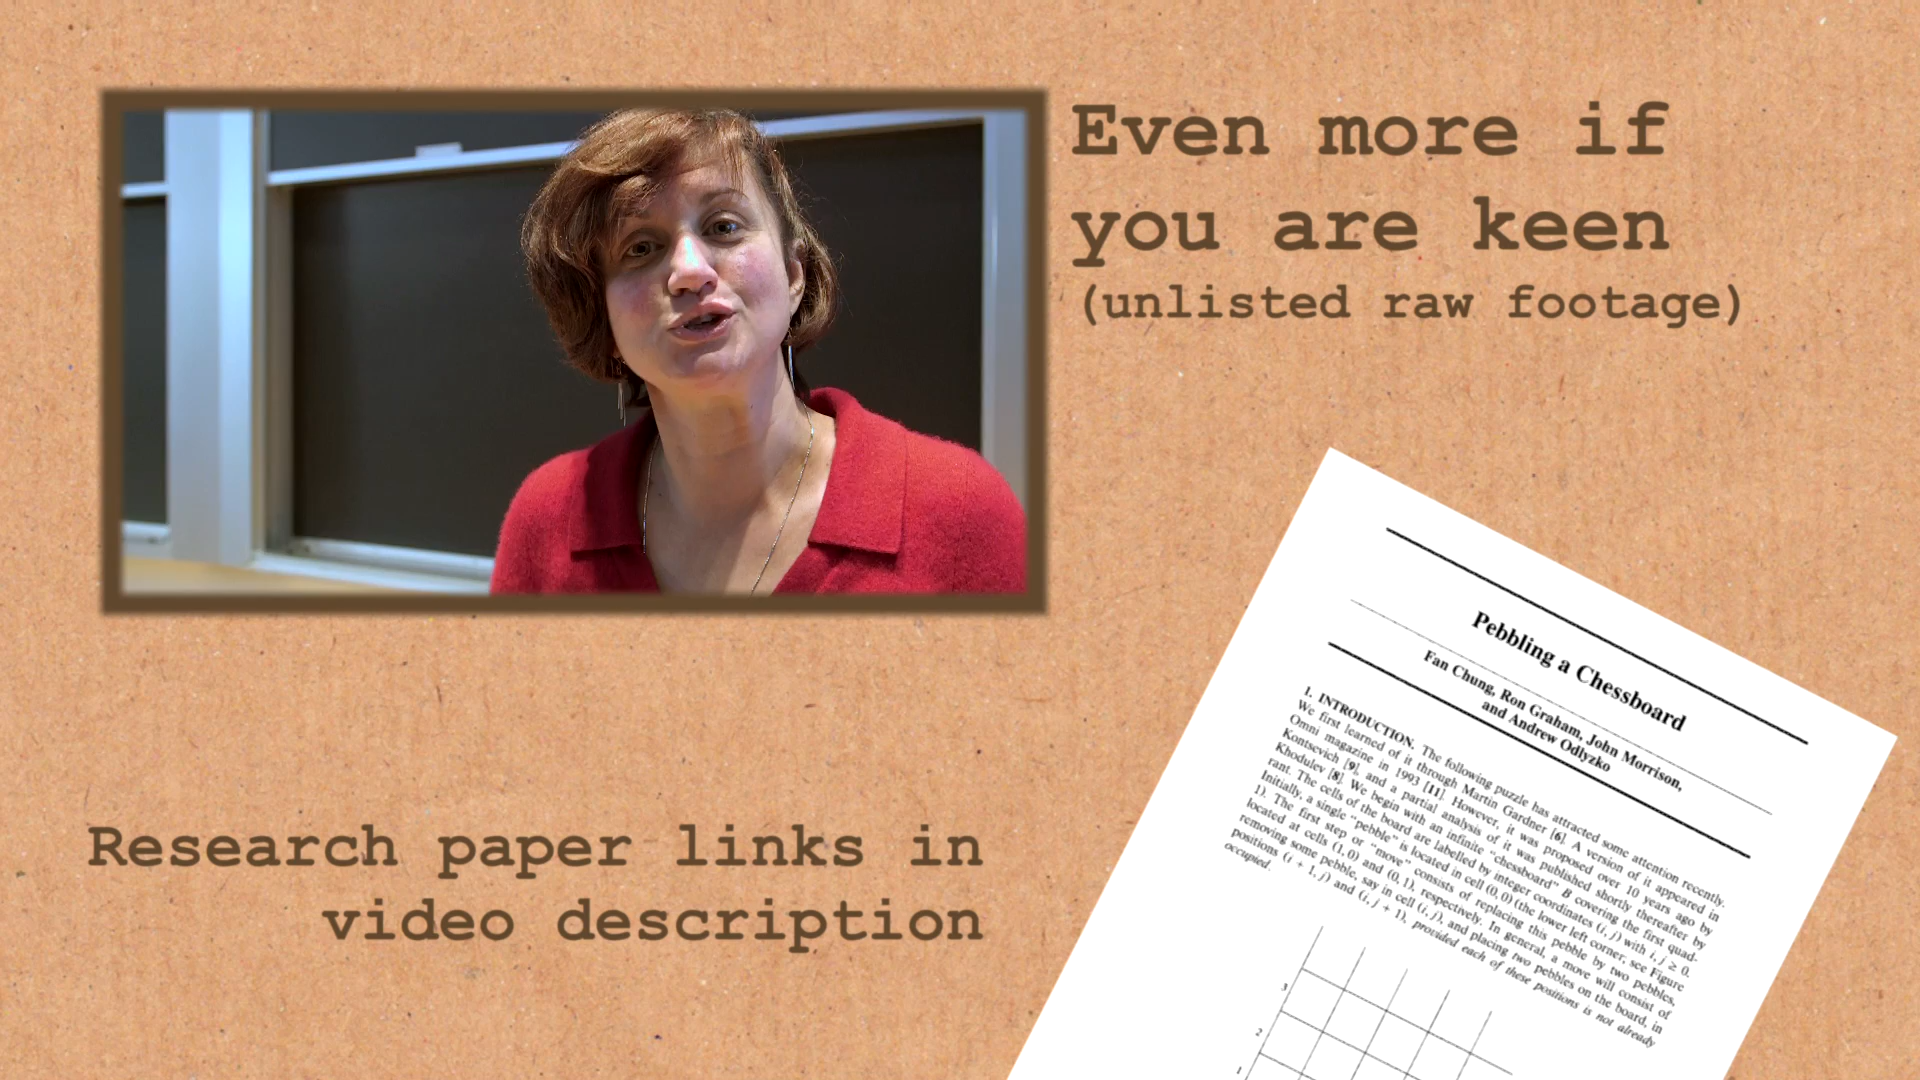 Even more if
you are keen
(unlisted raw footage)
Research paper links in
video description
Pebbling a Chessboard
Fan Chung, Ron Graham, John Morrison,
and Andrew Odlyzko
1. INTRODUCTION. The following puzzle has attracted some attention recently.
We first learned of it through Martin Gardner [6]. A version of it appeared in
Omni magazine in 1993 [11]. However, it was proposed over 10 years ago by
Kontsevich [9], and a partial analysis of it was published shortly thereafter by
Khodulev [8]. We begin with an infinite "chessboard" B covering the first quad-
rant. The cells of the board are labelled by integer coordinates (i, j) with i, j ≥ 0.
Initially, a single "pebble" is located in cell (0, 0) (the lower left corner, see Figure
1). The first step or "move" consists of replacing this pebble by two pebbles,
located at cells (1, 0) and (0, 1), respectively. In general, a move will consist of
removing some pebble, say in cell (i, j), and placing two pebbles on the board, in
positions (i + 1, j) and (i, j + 1), provided each of these positions is not already
occupied.
3
2
1